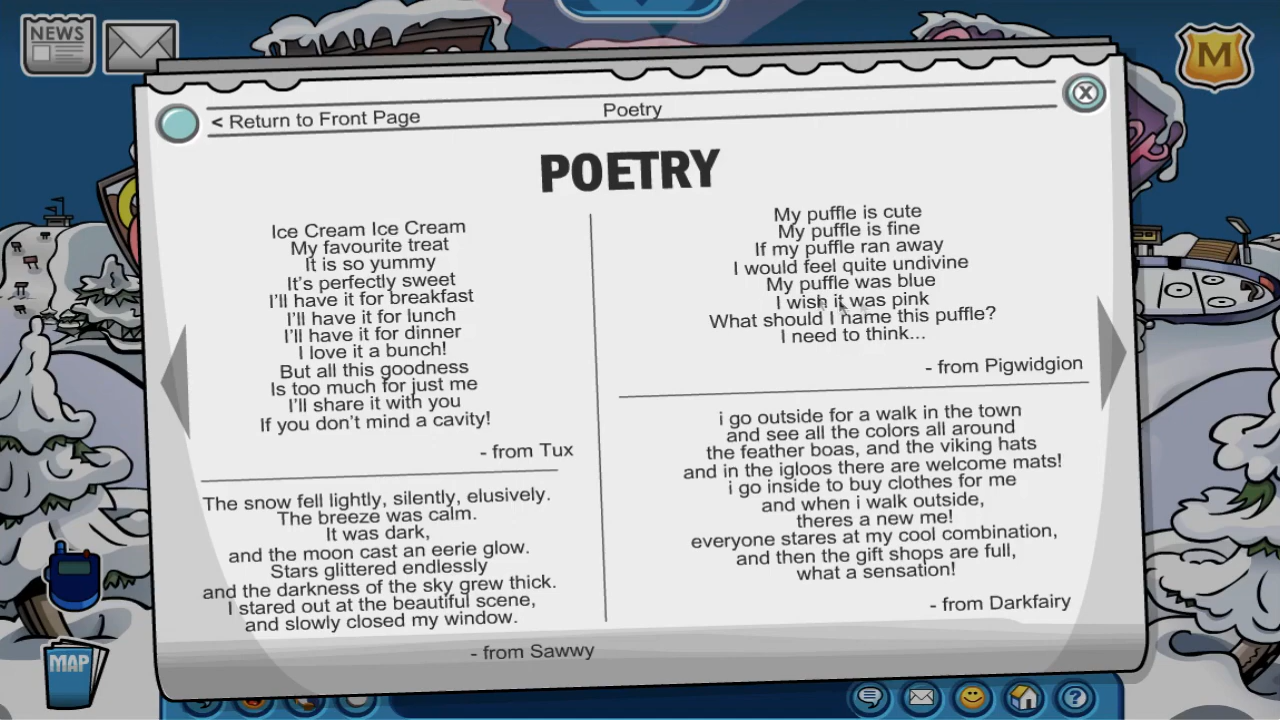 NEWS
M
< Return to Front Page
Poetry
POETRY
Ice Cream Ice Cream
My favourite treat
It is so yummy
It's perfectly sweet
I'll have it for breakfast
I'll have it for lunch
I'll have it for dinner
I love it a bunch!
But all this goodness
Is too much for just me
I'll share it with you
If you don't mind a cavity!
- from Tux
The snow fell lightly, silently, elusively.
The breeze was calm.
It was dark,
and the moon cast an eerie glow.
Stars glittered endlessly
and the darkness of the sky grew thick.
I stared out at the beautiful scene,
and slowly closed my window.
- from Sawwy
My puffle is cute
My puffle is fine
If my puffle ran away
I would feel quite undivine
My puffle was blue
I wish it was pink
What should I name this puffle?
I need to think...
- from Pigwidgion
i go outside for a walk in the town
and see all the colors all around
the feather boas, and the viking hats
and in the igloos there are welcome mats!
i go inside to buy clothes for me
and when i walk outside,
theres a new me!
everyone stares at my cool combination,
and then the gift shops are full,
what a sensation!
- from Darkfairy
MAP
?